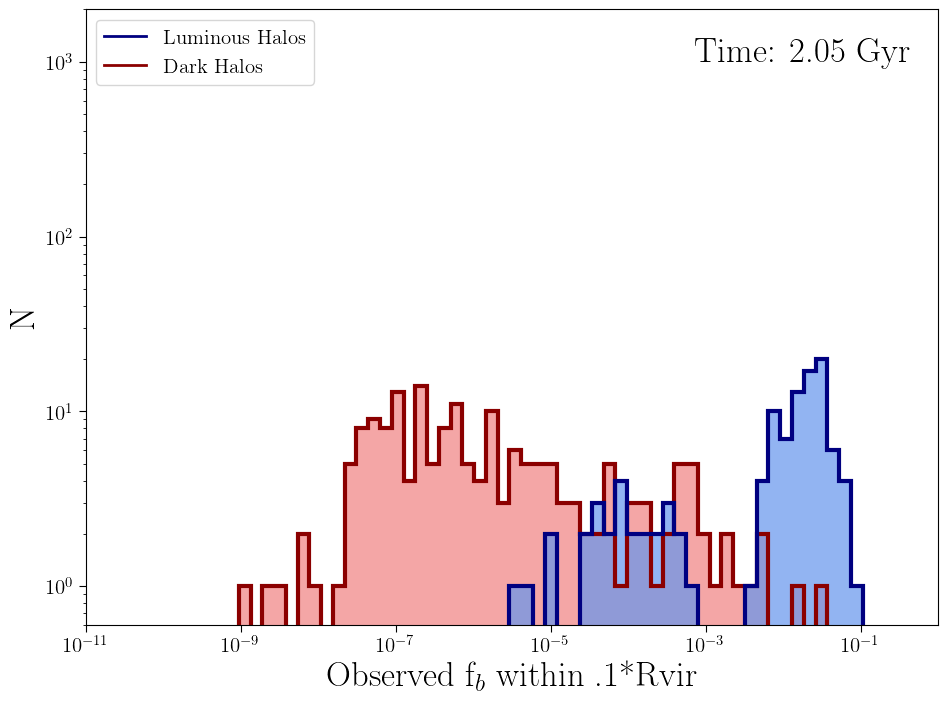 Luminous Halos
Dark Halos
Time: 2.05 Gyr
10³
10²
10¹
10⁰
N
10⁻¹¹ 10⁻⁹ 10⁻⁷ 10⁻⁵ 10⁻³ 10⁻¹
Observed f_b within .1*Rvir